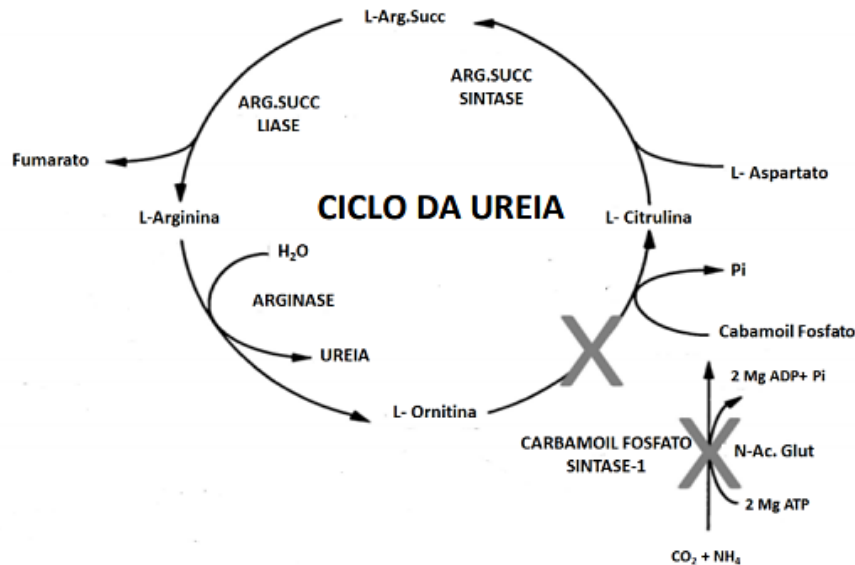 L-Arg.Succ
ARG.SUCC
SINTASE
ARG.SUCC
LIASE
Fumarato
L- Aspartato
L-Arginina
CICLO DA UREIA
L- Citrulina
H₂O
Pi
ARGINASE
Cabamoil Fosfato
UREIA
2 Mg ADP+ Pi
L- Ornitina
CARBAMOIL FOSFATO
SINTASE-1
N-Ac. Glut
2 Mg ATP
CO₂ + NH₄